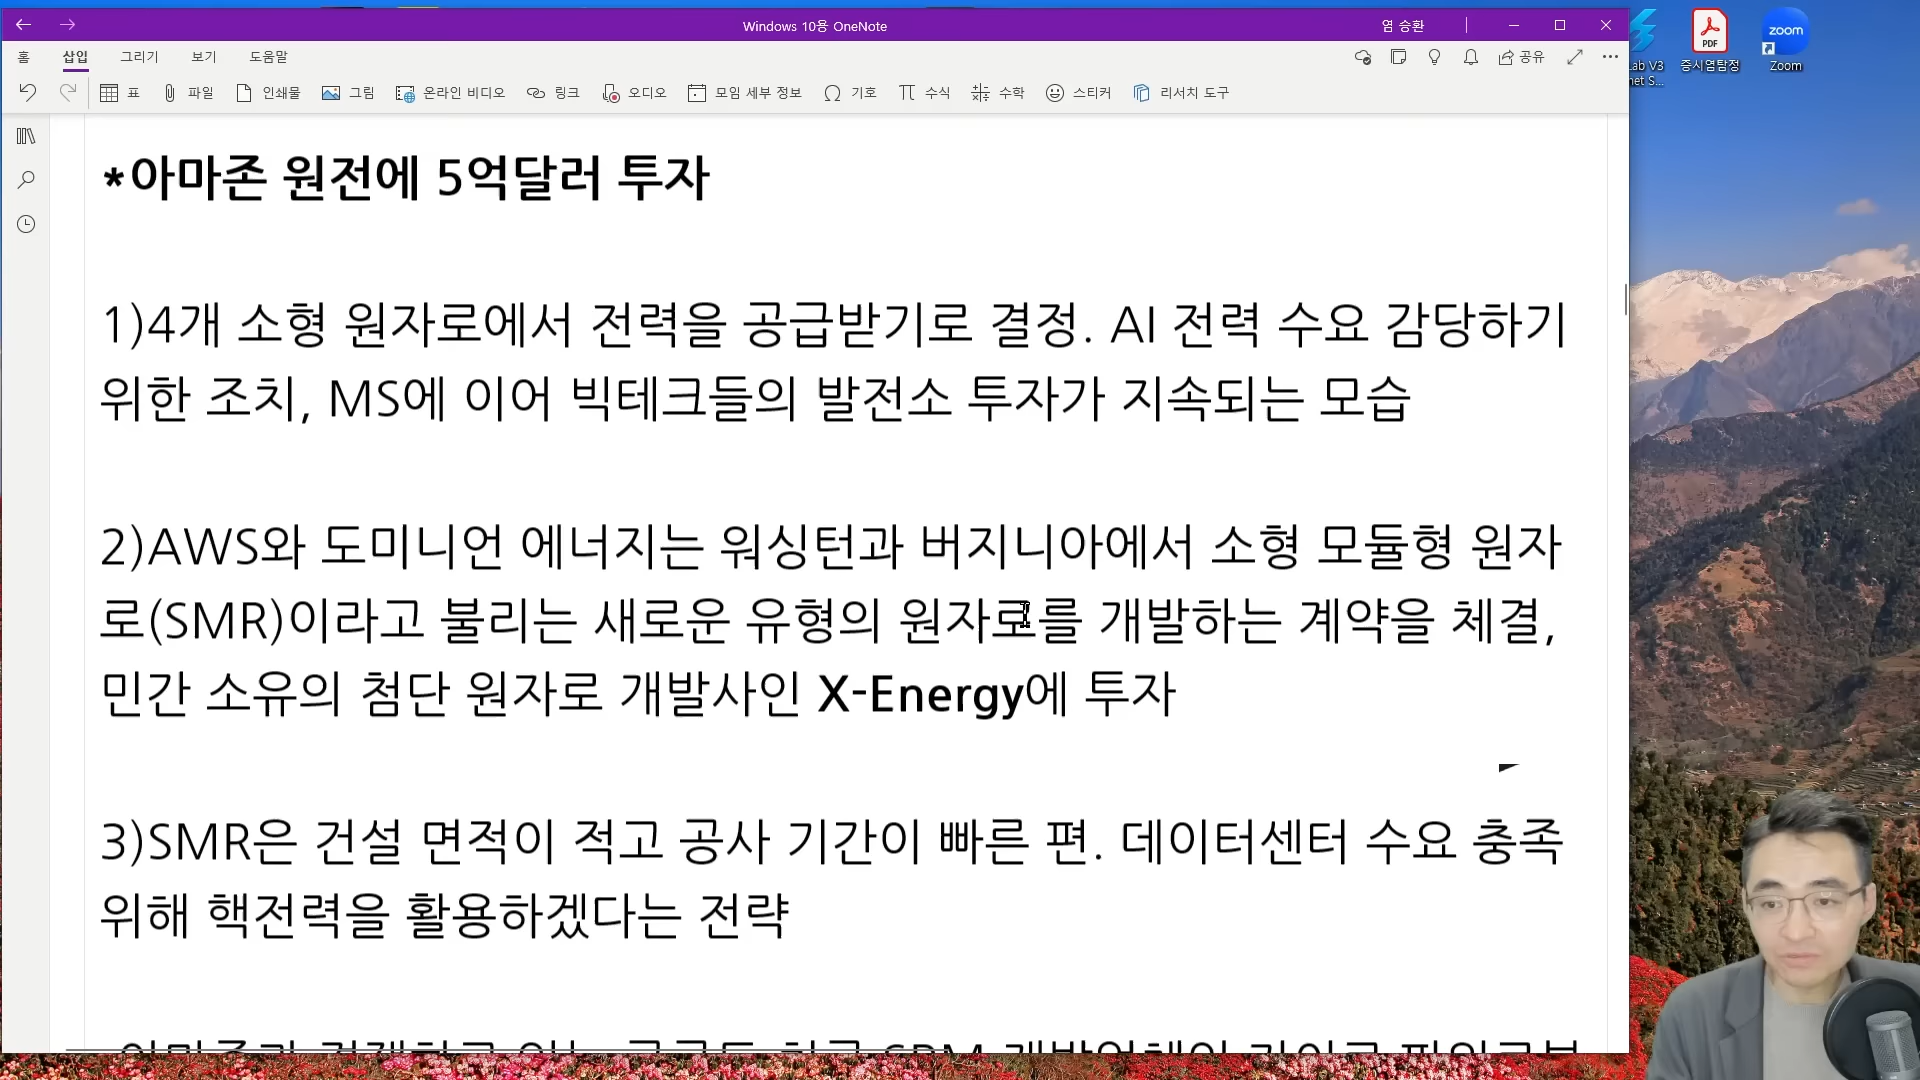 Windows 10용 OneNote
염 승환
홈 삽입 그리기 보기 도움말
공유
표 파일 인쇄물 그림 온라인 비디오 링크 오디오 모임 세부 정보 기호 수식 수학 스티커 리서치 도구
*아마존 원전에 5억달러 투자
1)4개 소형 원자로에서 전력을 공급받기로 결정. AI 전력 수요 감당하기
위한 조치, MS에 이어 빅테크들의 발전소 투자가 지속되는 모습
2)AWS와 도미니언 에너지는 워싱턴과 버지니아에서 소형 모듈형 원자
로(SMR)이라고 불리는 새로운 유형의 원자로를 개발하는 계약을 체결,
민간 소유의 첨단 원자로 개발사인 X-Energy에 투자
3)SMR은 건설 면적이 적고 공사 기간이 빠른 편. 데이터센터 수요 충족
위해 핵전력을 활용하겠다는 전략
Lab V3
net S...
PDF
증시염탐정
zoom
Zoom